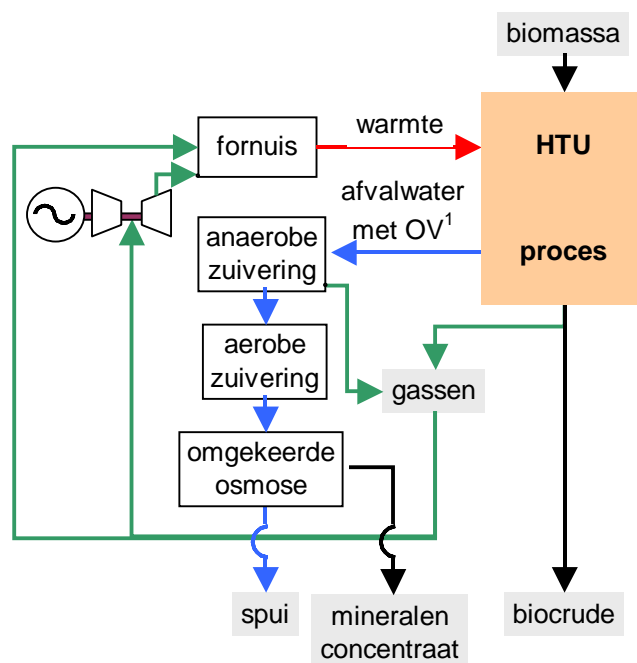 biomassa
fornuis
warmte
HTU
proces
afvalwater
met OV¹
anaerobe
zuivering
aerobe
zuivering
gassen
omgekeerde
osmose
spui
mineralen
concentraat
biocrude